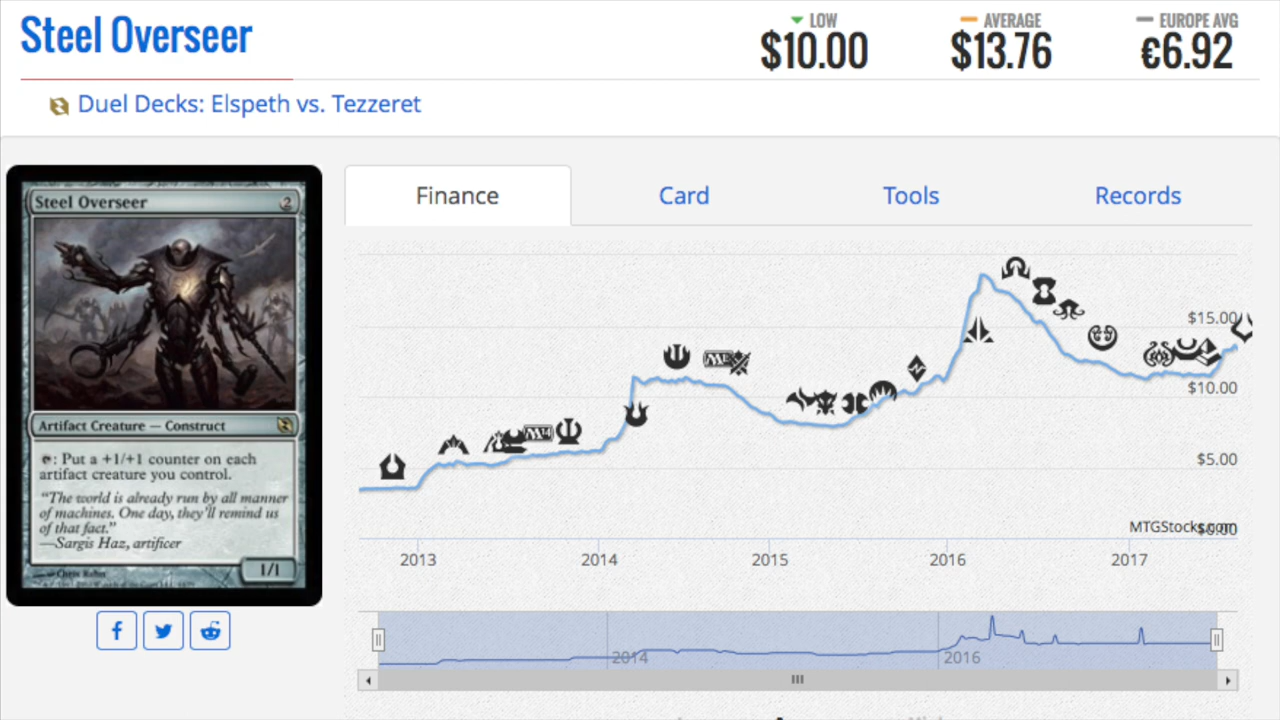 Steel Overseer
LOW
$10.00
AVERAGE
$13.76
EUROPE AVG
€6.92
Duel Decks: Elspeth vs. Tezzeret
Steel Overseer 2
Artifact Creature — Construct
: Put a +1/+1 counter on each
artifact creature you control.
"The world is already run by all manner
of machines. One day, they'll remind us
of that fact."
—Sargis Haz, artificer
1/1
Finance Card Tools Records
$15.00
$10.00
$5.00
$0.00
MTGStocks.com
2013 2014 2015 2016 2017
2014 2016